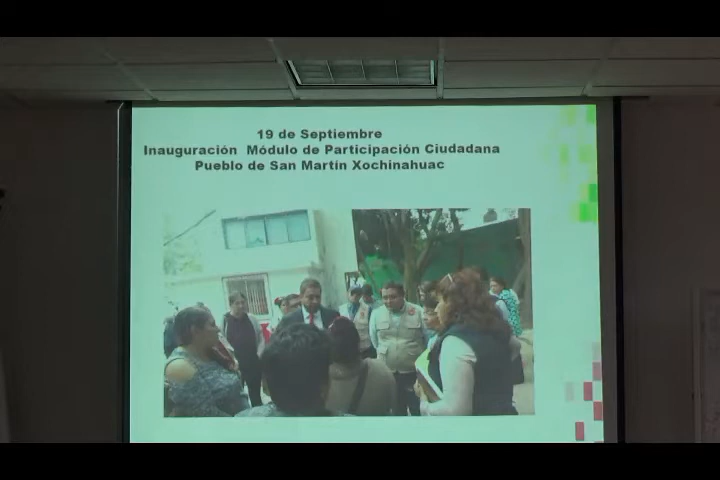 19 de Septiembre
Inauguración Módulo de Participación Ciudadana
Pueblo de San Martín Xochinahuac